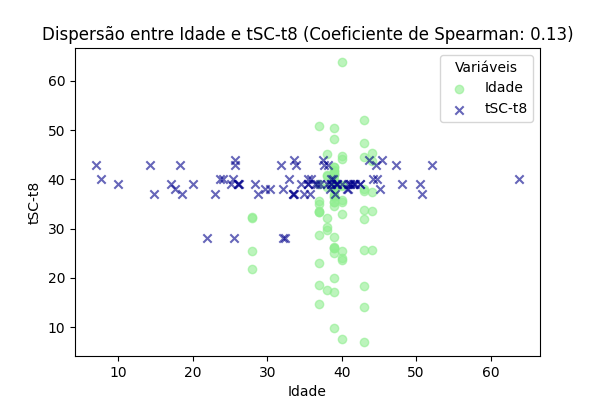 Dispersão entre Idade e tSC-t8 (Coeficiente de Spearman: 0.13)
Variáveis
Idade
tSC-t8
60
50
40
30
20
10
tSC-t8
10 20 30 40 50 60
Idade